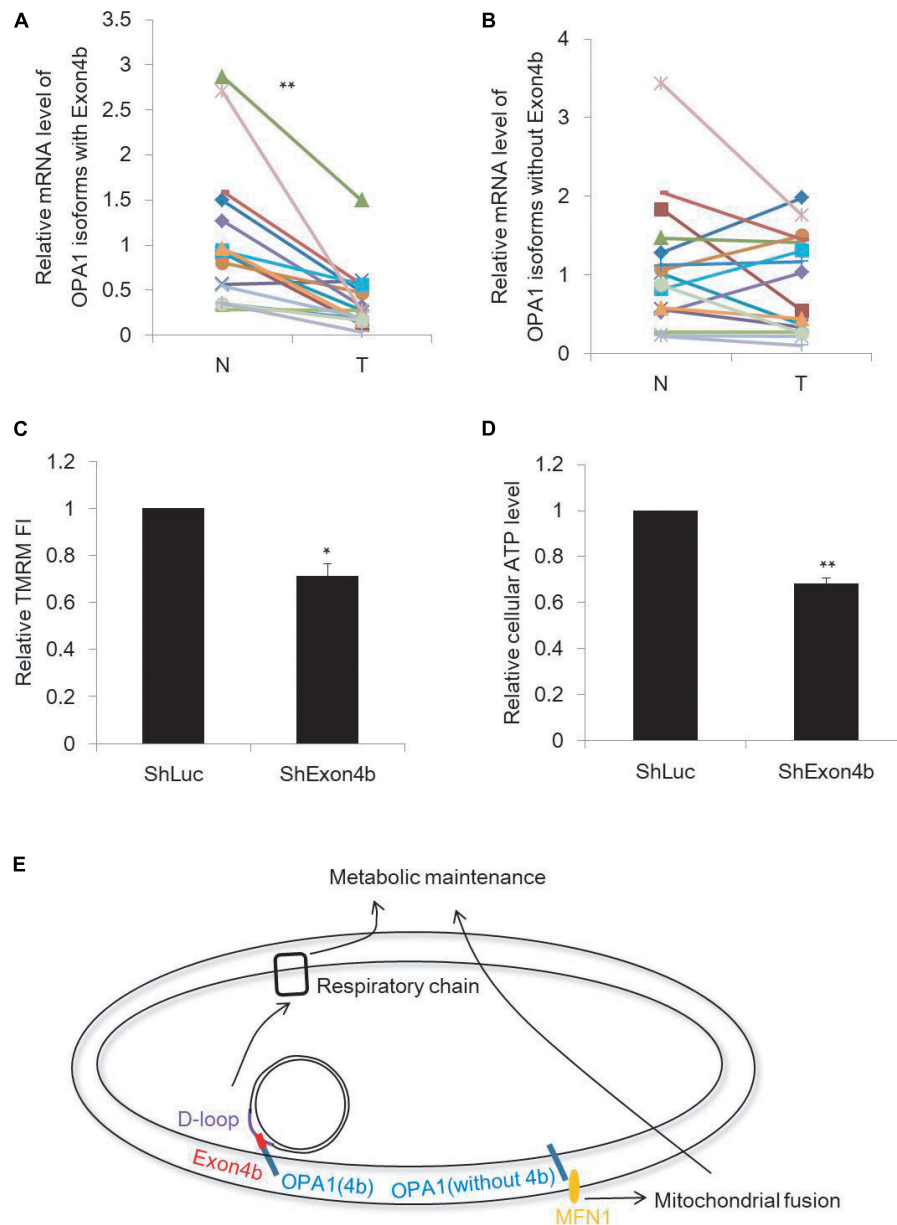 A
Relative mRNA level of
OPA1 isoforms with Exon4b
3.5
3
2.5
2
1.5
1
0.5
0
**
N
T
B
Relative mRNA level of
OPA1 isoforms without Exon4b
4
3
2
1
0
N
T
C
Relative TMRM FI
1.2
1
0.8
0.6
0.4
0.2
0
*
ShLuc
ShExon4b
D
Relative cellular ATP level
1.2
1
0.8
0.6
0.4
0.2
0
**
ShLuc
ShExon4b
E
Metabolic maintenance
Respiratory chain
D-loop
Exon4b
OPA1(4b)
OPA1(without 4b)
MFN1
Mitochondrial fusion